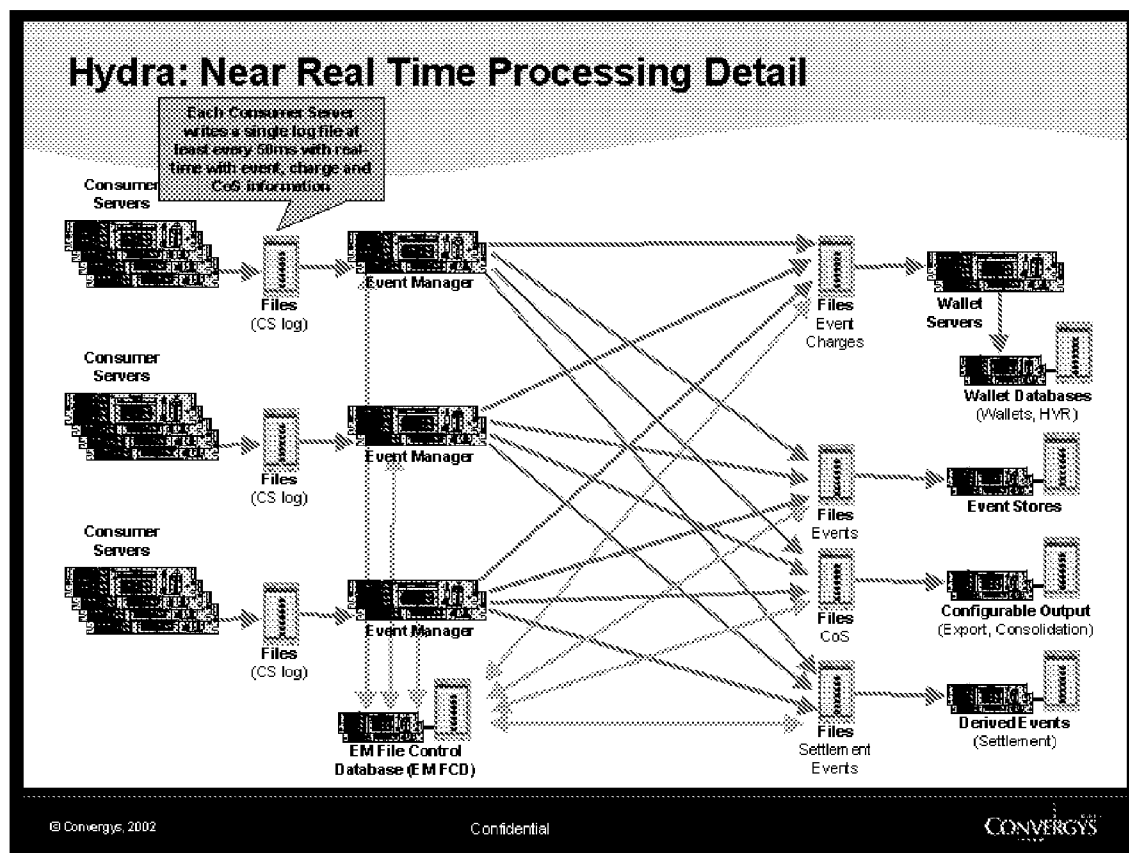 Hydra: Near Real Time Processing Detail
Each Consumer Server
writes a single log file at
least every 50ms with real-
time with event, charge and
CoS information
Consumer
Servers
Files
(CS log)
Event Manager
Files
Event
Charges
Wallet
Servers
Wallet Databases
(Wallets, HVR)
Consumer
Servers
Files
(CS log)
Event Manager
Files
Events
Event Stores
Consumer
Servers
Files
(CS log)
Event Manager
Files
CoS
Configurable Output
(Export, Consolidation)
EM File Control
Database (EM FCD)
Files
Settlement
Events
Derived Events
(Settlement)
© Convergys, 2002
Confidential
CONVERGYS